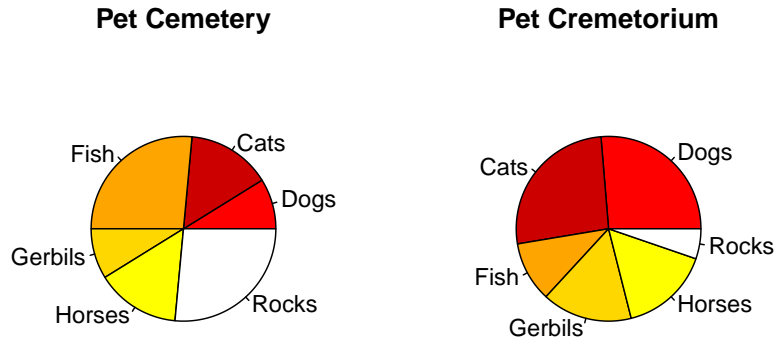 Pet Cemetery
Fish
Cats
Dogs
Gerbils
Horses
Rocks
Pet Cremetorium
Cats
Dogs
Fish
Rocks
Gerbils
Horses